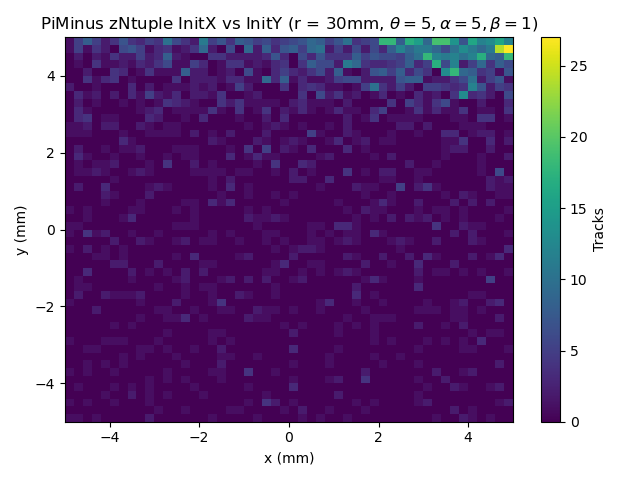 PiMinus zNtuple InitX vs InitY (r = 30mm, θ = 5, α = 5, β = 1)
4
2
0
−2
−4
y (mm)
−4 −2 0 2 4
x (mm)
25
20
15
10
5
0
Tracks